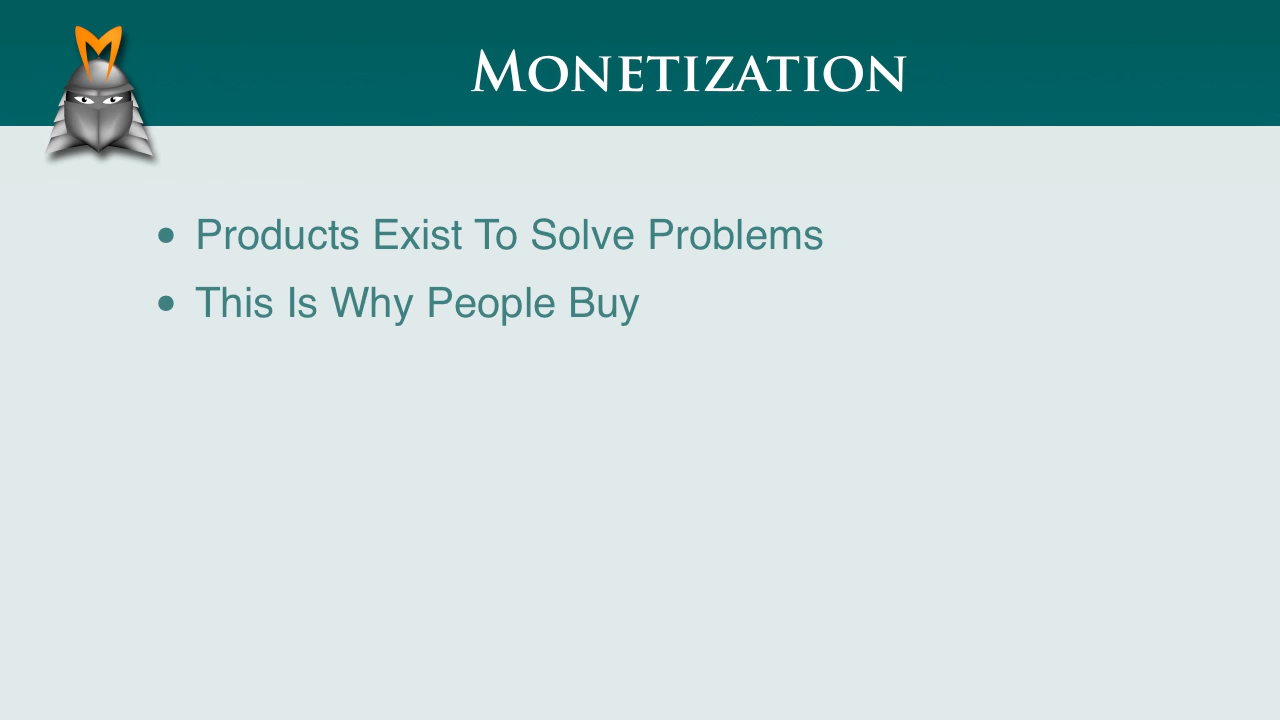 Monetization
• Products Exist To Solve Problems
• This Is Why People Buy